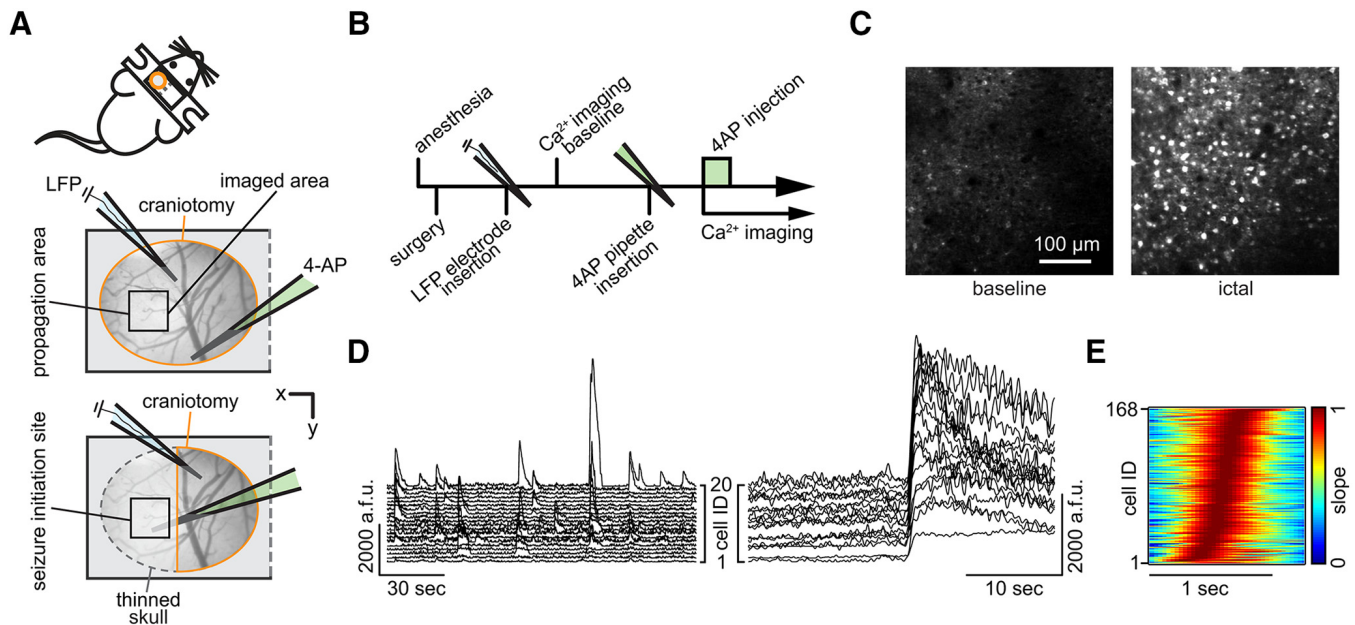 A
LFP
imaged area
craniotomy
4-AP
propagation area
x
y
craniotomy
seizure initiation site
thinned
skull
B
anesthesia
Ca²⁺ imaging
baseline
4AP injection
surgery
LFP electrode
insertion
4AP pipette
insertion
Ca²⁺ imaging
C
100 µm
baseline
ictal
D
2000 a.f.u.
30 sec
20
cell ID
1
2000 a.f.u.
10 sec
E
168
cell ID
1
1 sec
1
slope
0